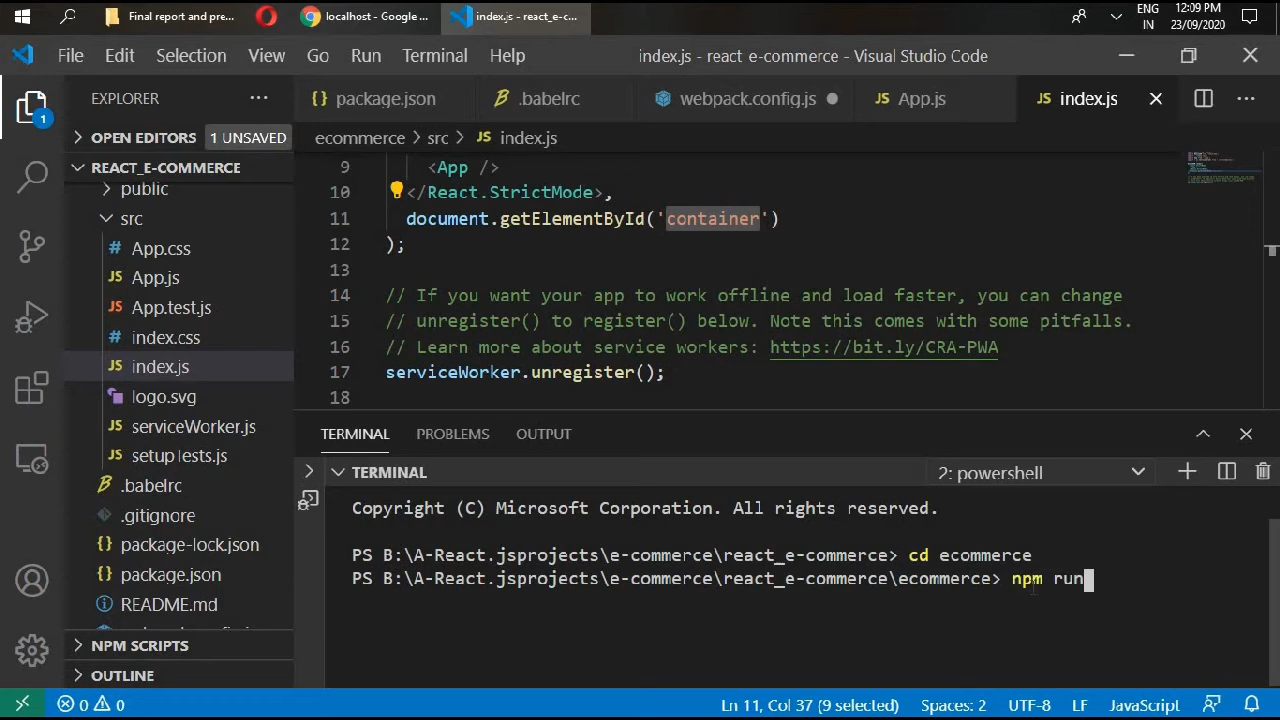 Final report and pre...
localhost - Google ...
index.js - react_e-c...
ENG
IN
12:09 PM
23/09/2020
File Edit Selection View Go Run Terminal Help
index.js - react e-commerce - Visual Studio Code
EXPLORER
package.json
.babelrc
webpack.config.js
App.js
index.js
OPEN EDITORS 1 UNSAVED
ecommerce > src > JS index.js
REACT_E-COMMERCE
public
src
# App.css
JS App.js
JS App.test.js
# index.css
JS index.js
logo.svg
JS serviceWorker.js
JS setupTests.js
.babelrc
.gitignore
{} package-lock.json
{} package.json
README.md
NPM SCRIPTS
OUTLINE
1
9 <App />
10 </React.StrictMode>,
11 document.getElementById('container')
12 );
13
14 // If you want your app to work offline and load faster, you can change
15 // unregister() to register() below. Note this comes with some pitfalls.
16 // Learn more about service workers: https://bit.ly/CRA-PWA
17 serviceWorker.unregister();
18
TERMINAL PROBLEMS OUTPUT
TERMINAL
2: powershell
Copyright (C) Microsoft Corporation. All rights reserved.
PS B:\A-React.jsprojects\e-commerce\react_e-commerce> cd ecommerce
PS B:\A-React.jsprojects\e-commerce\react_e-commerce\ecommerce> npm run
0 0
Ln 11, Col 37 (9 selected) Spaces: 2 UTF-8 LF JavaScript